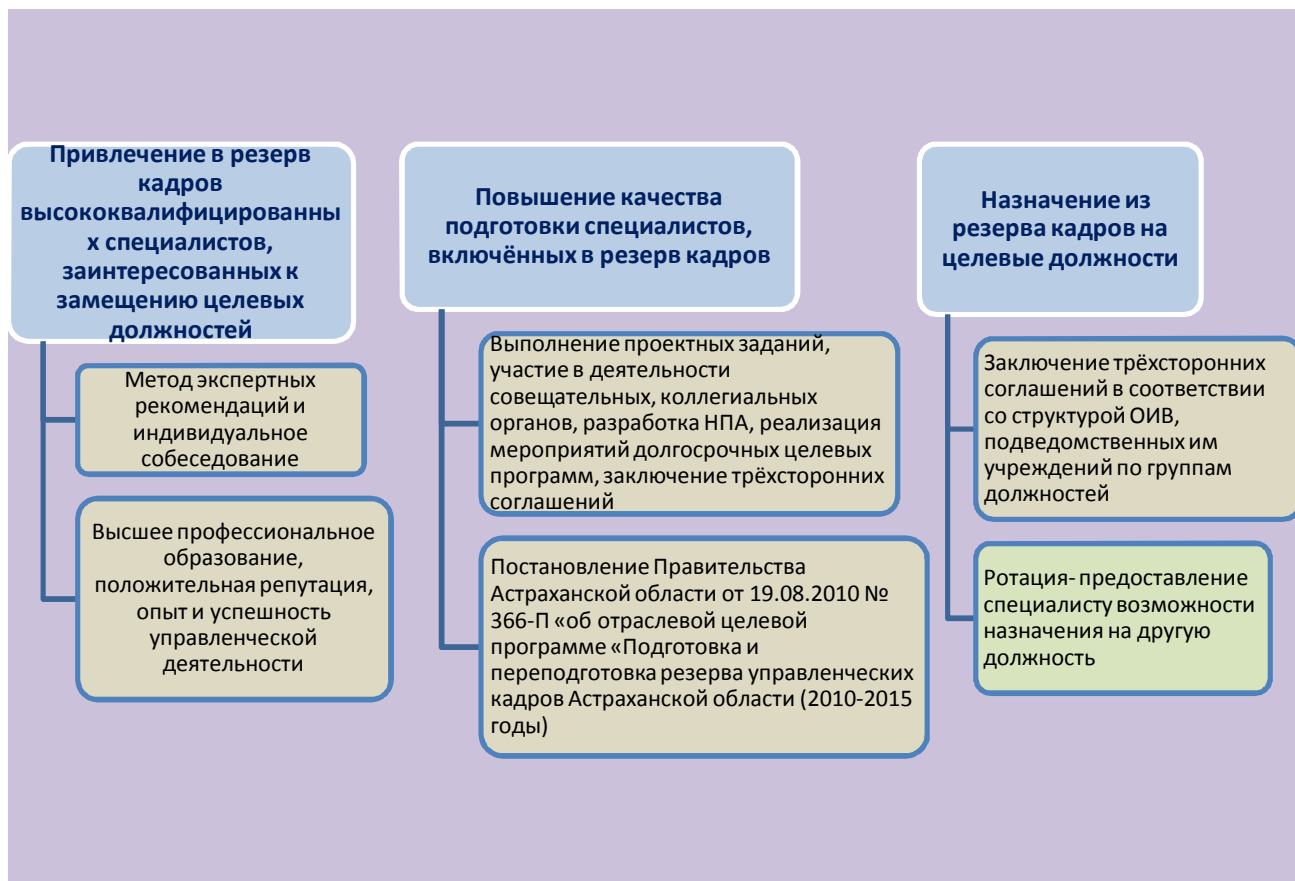 Привлечение в резерв
кадров
высококвалифицированны
х специалистов,
заинтересованных к
замещению целевых
должностей
Метод экспертных
рекомендаций и
индивидуальное
собеседование
Высшее профессиональное
образование,
положительная репутация,
опыт и успешность
управленческой
деятельности
Повышение качества
подготовки специалистов,
включённых в резерв кадров
Выполнение проектных заданий,
участие в деятельности
совещательных, коллегиальных
органов, разработка НПА, реализация
мероприятий долгосрочных целевых
программ, заключение трёхсторонних
соглашений
Постановление Правительства
Астраханской области от 19.08.2010 №
366-П «об отраслевой целевой
программе «Подготовка и
переподготовка резерва управленческих
кадров Астраханской области (2010-2015
годы)
Назначение из
резерва кадров на
целевые должности
Заключение трёхсторонних
соглашений в соответствии
со структурой ОИВ,
подведомственных им
учреждений по группам
должностей
Ротация- предоставление
специалисту возможности
назначения на другую
должность